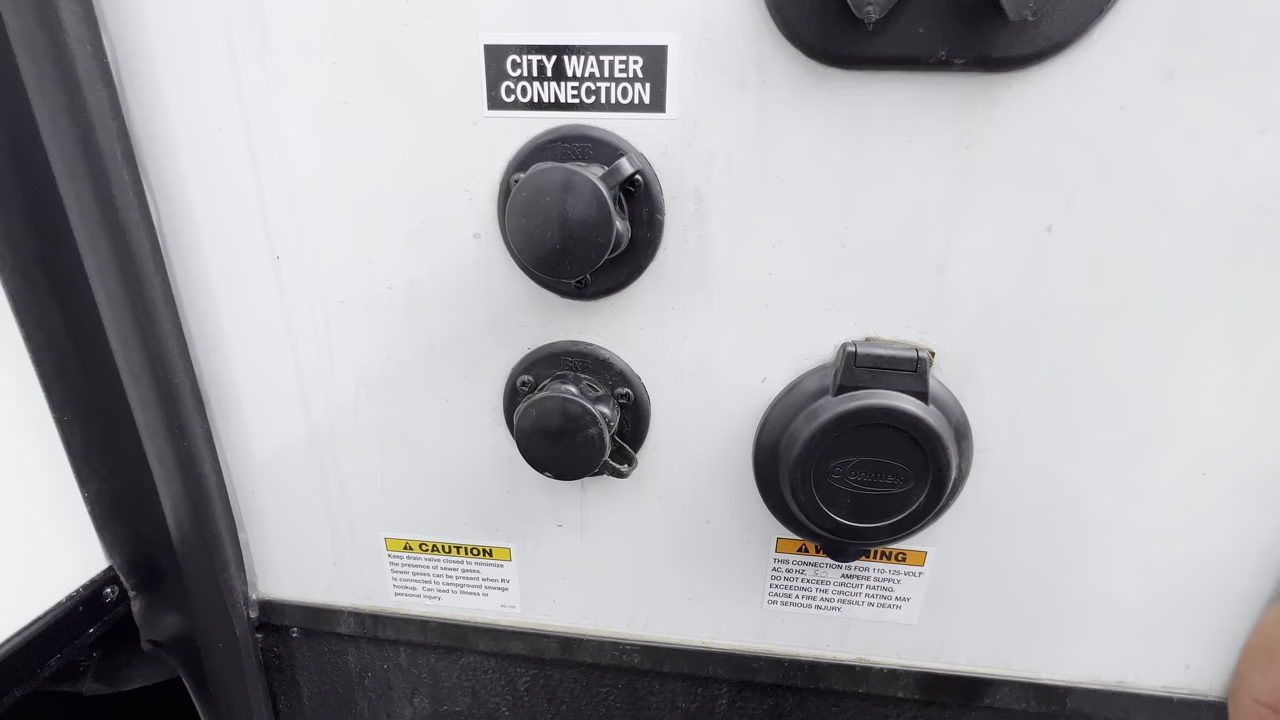 CITY WATER
CONNECTION
B&B
B&B
Conntek
CAUTION
Keep drain valve closed to minimize
the presence of sewer gases.
Sewer gases can be present when RV
is connected to campground sewage
hookup. Can lead to illness or
personal injury.
WARNING
THIS CONNECTION IS FOR 110-125-VOLT
AC, 60 HZ, AMPERE SUPPLY.
DO NOT EXCEED CIRCUIT RATING.
EXCEEDING THE CIRCUIT RATING MAY
CAUSE A FIRE AND RESULT IN DEATH
OR SERIOUS INJURY.